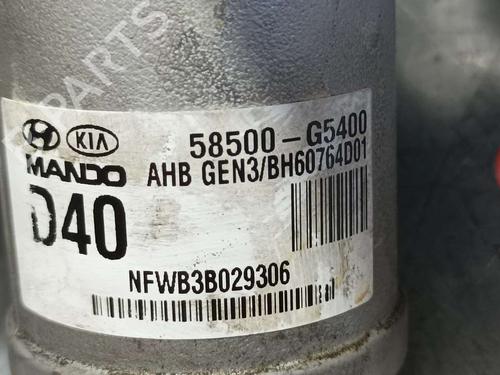 KIA
58500-G5400
MANDO
AHB GEN3/BH60764D01
D40
NFWB3B029306